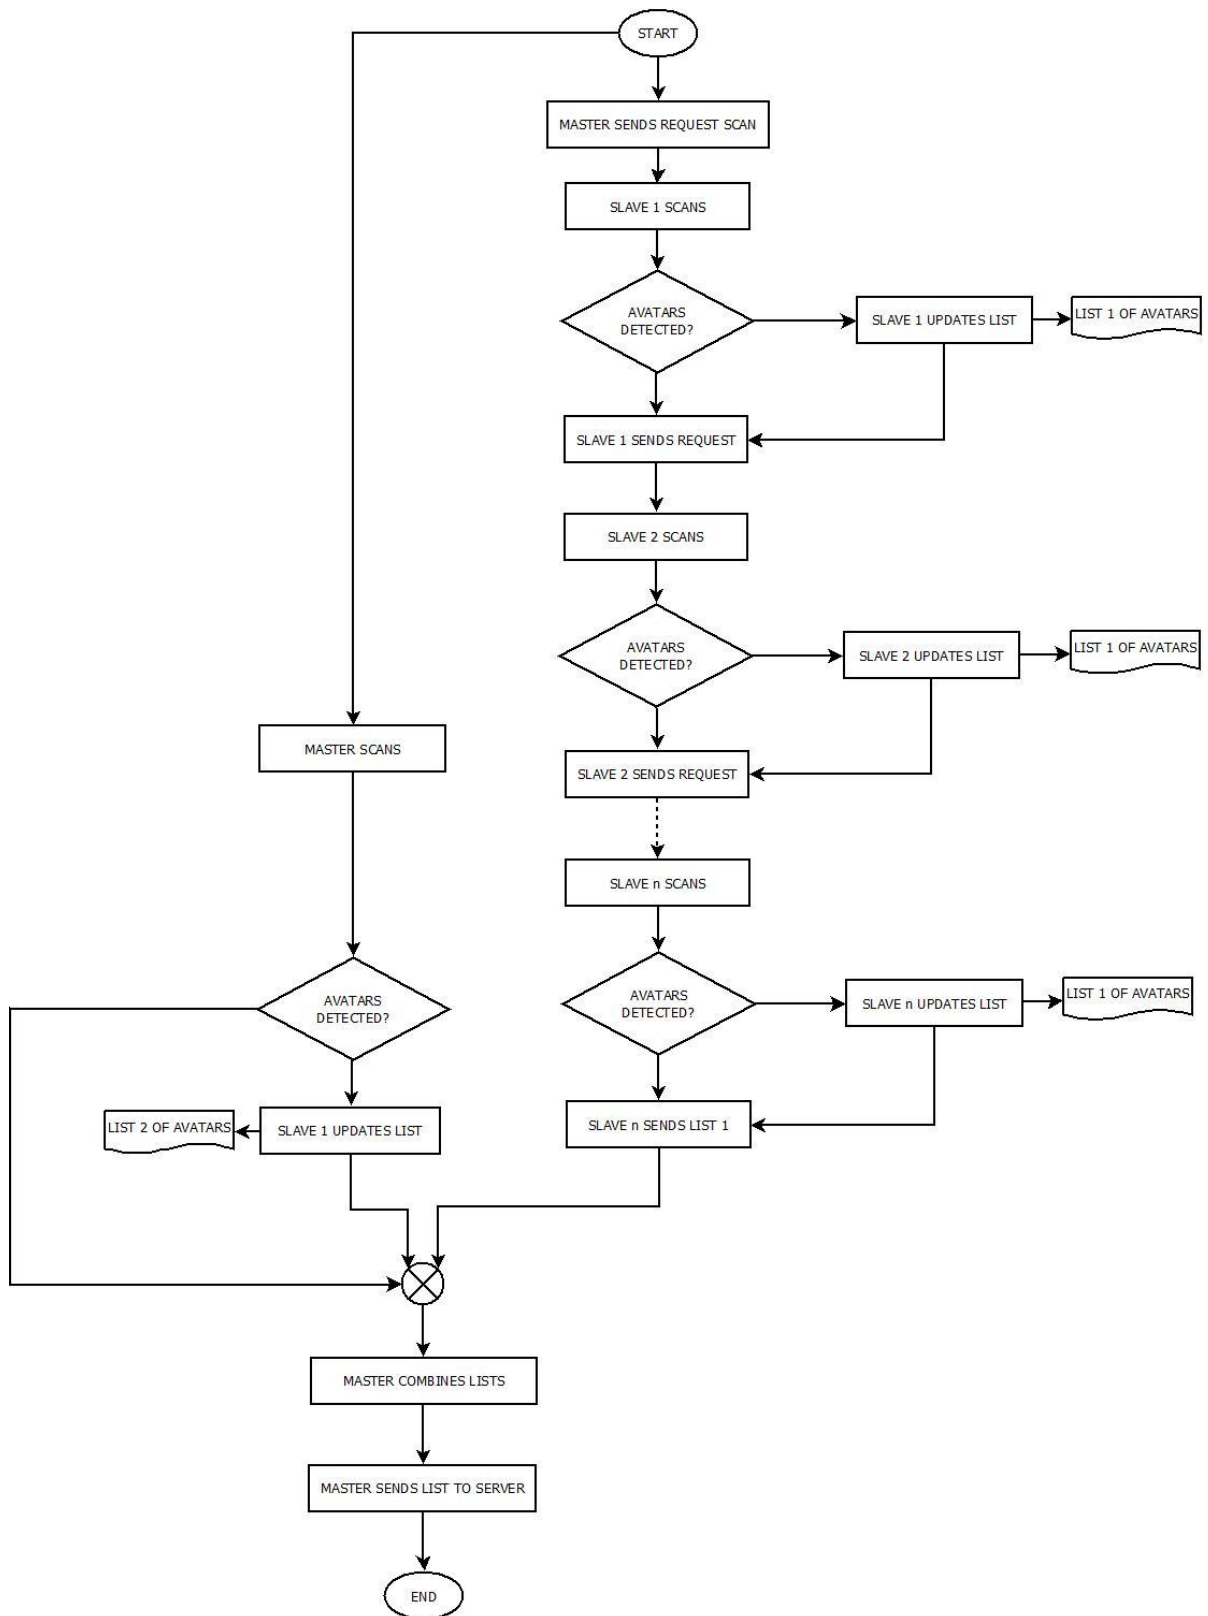 START
MASTER SENDS REQUEST SCAN
SLAVE 1 SCANS
AVATARS
DETECTED?
SLAVE 1 UPDATES LIST
LIST 1 OF AVATARS
SLAVE 1 SENDS REQUEST
SLAVE 2 SCANS
AVATARS
DETECTED?
SLAVE 2 UPDATES LIST
LIST 1 OF AVATARS
MASTER SCANS
SLAVE 2 SENDS REQUEST
SLAVE n SCANS
AVATARS
DETECTED?
AVATARS
DETECTED?
SLAVE n UPDATES LIST
LIST 1 OF AVATARS
LIST 2 OF AVATARS
SLAVE 1 UPDATES LIST
SLAVE n SENDS LIST 1
MASTER COMBINES LISTS
MASTER SENDS LIST TO SERVER
END